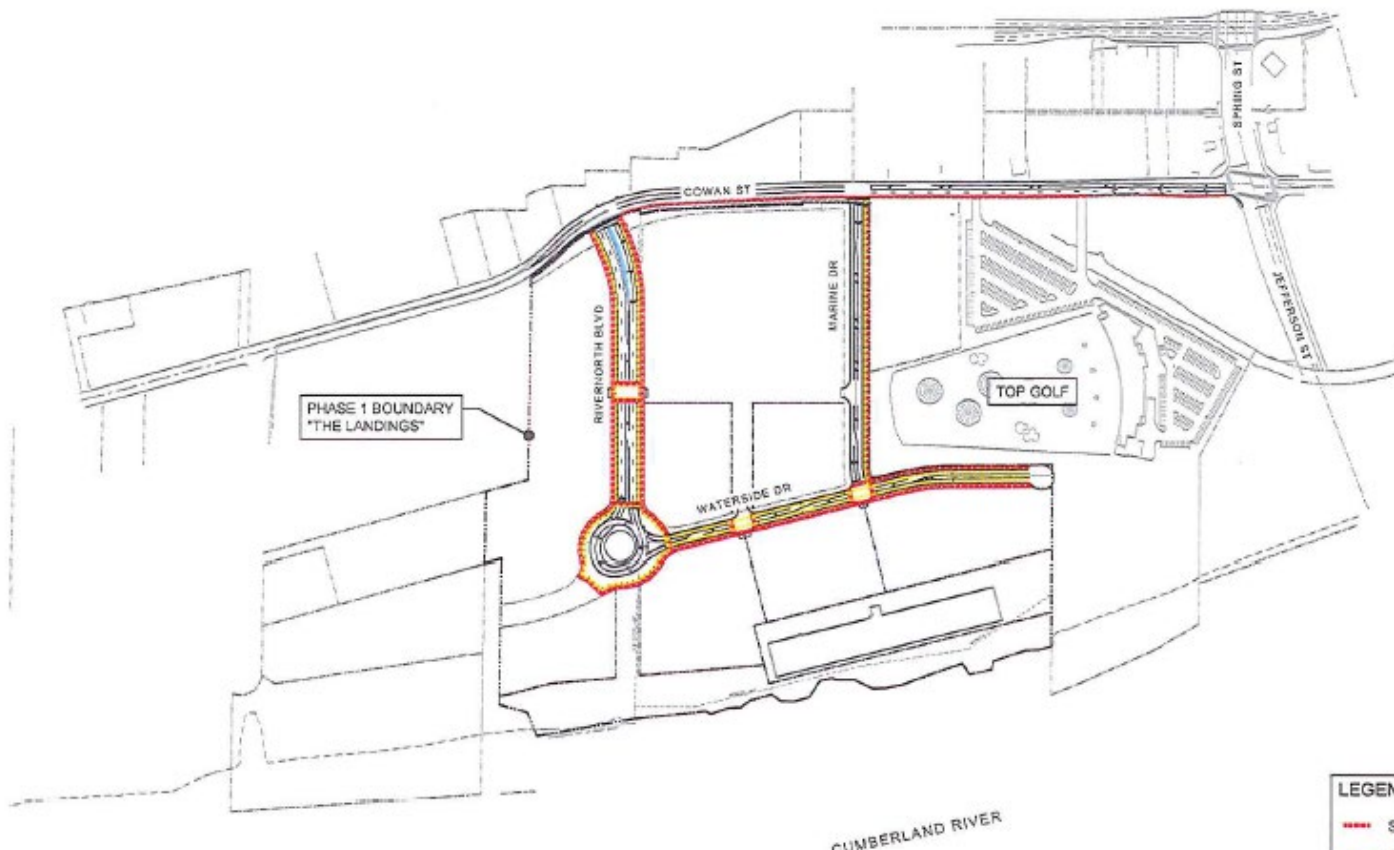 SPRING ST
COWAN ST
JEFFERSON ST
MARINE DR
RIVERNORTH BLVD
TOP GOLF
PHASE 1 BOUNDARY
"THE LANDINGS"
WATERSIDE DR
CUMBERLAND RIVER
LEGEN
S